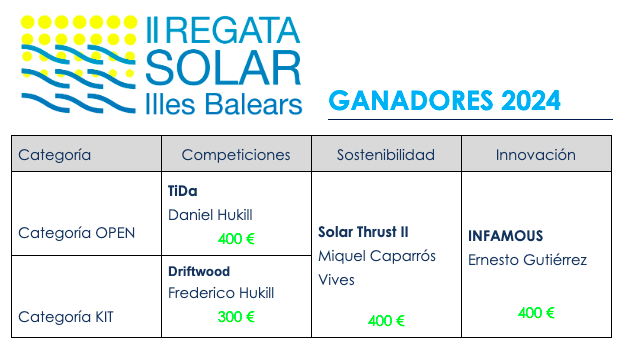 II REGATA
SOLAR
Illes Balears
GANADORES 2024
Categoría
Competiciones
Sostenibilidad
Innovación
Categoría OPEN
TiDa
Daniel Hukill
400 €
Categoría KIT
Driftwood
Frederico Hukill
300 €
Solar Thrust II
Miquel Caparrós
Vives
400 €
INFAMOUS
Ernesto Gutiérrez
400 €